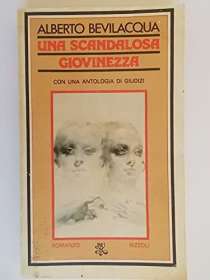 ALBERTO BEVILACQUA
UNA SCANDALOSA
GIOVINEZZA
CON UNA ANTOLOGIA DI GIUDIZI
ROMANZO
RIZZOLI